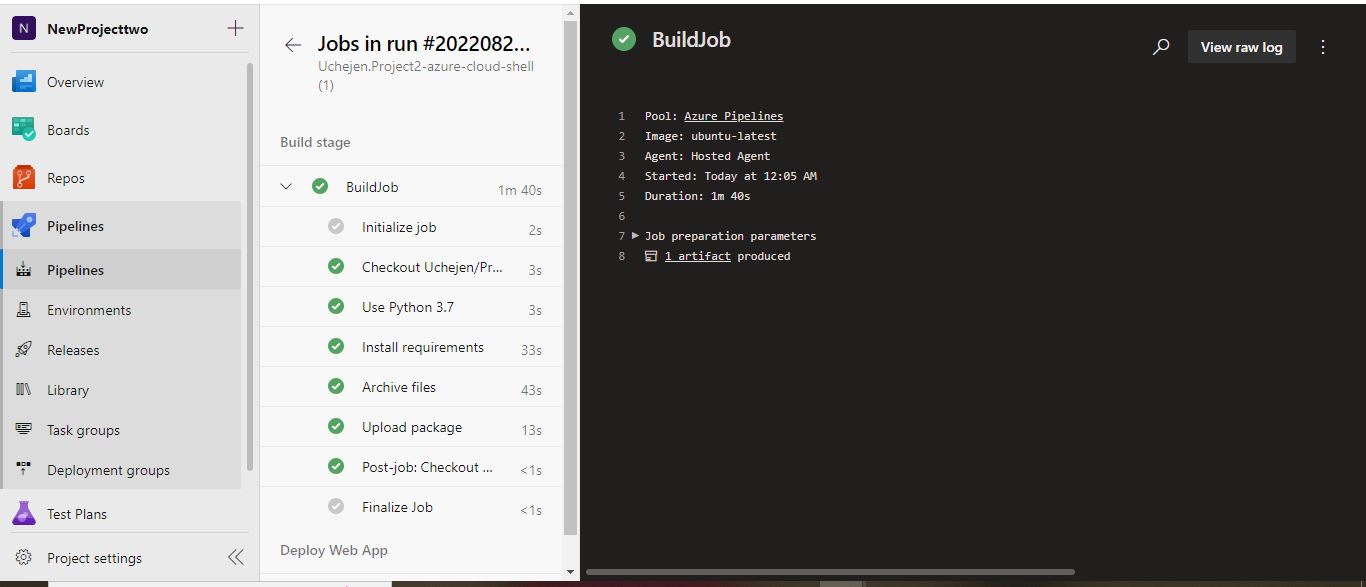 N NewProjecttwo
Overview
Boards
Repos
Pipelines
Pipelines
Environments
Releases
Library
Task groups
Deployment groups
Test Plans
Project settings
Jobs in run #2022082...
Uchejen.Project2-azure-cloud-shell
(1)
Build stage
BuildJob 1m 40s
Initialize job 2s
Checkout Uchejen/Pr... 3s
Use Python 3.7 3s
Install requirements 33s
Archive files 43s
Upload package 13s
Post-job: Checkout ... <1s
Finalize Job <1s
Deploy Web App
BuildJob
View raw log
1 Pool: Azure Pipelines
2 Image: ubuntu-latest
3 Agent: Hosted Agent
4 Started: Today at 12:05 AM
5 Duration: 1m 40s
6
7 Job preparation parameters
8 1 artifact produced